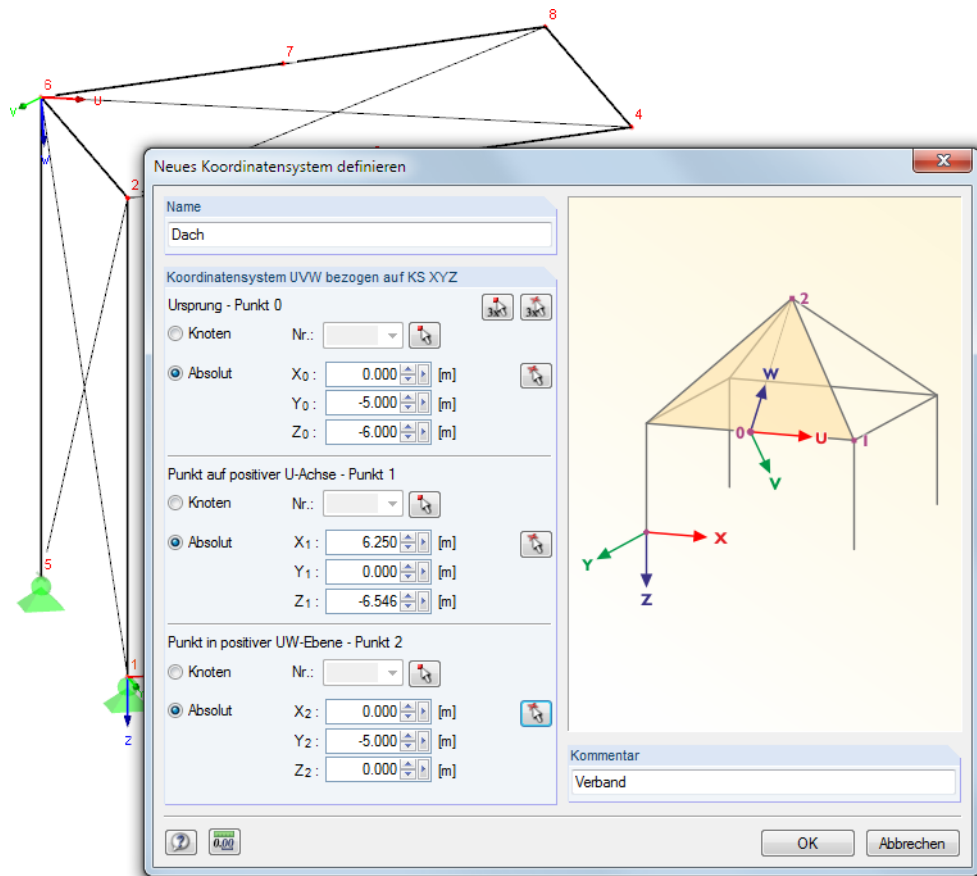 8
7
6
V
U
W
4
2
5
1
Z
Neues Koordinatensystem definieren
Name
Dach
Koordinatensystem UVW bezogen auf KS XYZ
Ursprung - Punkt 0
3x
3x
Knoten Nr.:
Absolut X0 : 0.000 [m]
Y0 : -5.000 [m]
Z0 : -6.000 [m]
Punkt auf positiver U-Achse - Punkt 1
Knoten Nr.:
Absolut X1 : 6.250 [m]
Y1 : 0.000 [m]
Z1 : -6.546 [m]
Punkt in positiver UW-Ebene - Punkt 2
Knoten Nr.:
Absolut X2 : 0.000 [m]
Y2 : -5.000 [m]
Z2 : 0.000 [m]
2
W
0
U
1
V
X
Y
Z
Kommentar
Verband
?
0.00
OK
Abbrechen